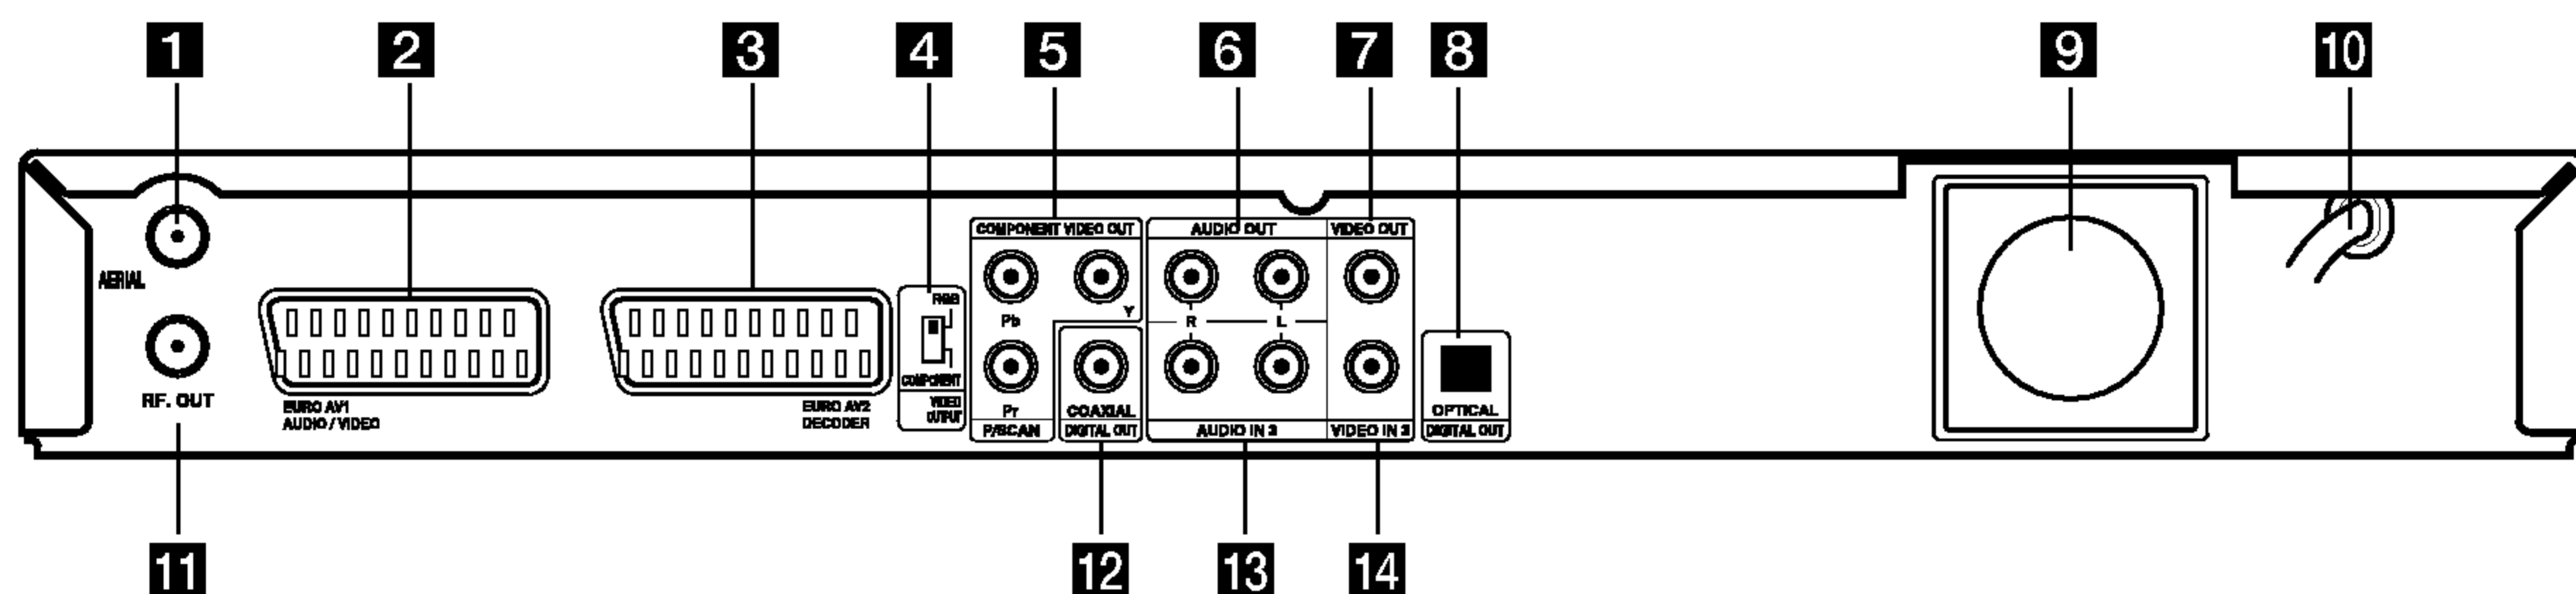 1 2 3 4 5 6 7 8 9 10
COMPONENT VIDEO OUT
AUDIO OUT
VIDEO OUT
AERIAL
RGB
Pb
Y
R
L
COMPONENT
VIDEO
OUTPUT
RF. OUT
EURO AV1
AUDIO / VIDEO
EURO AV2
DECODER
Pr
P/SCAN
COAXIAL
DIGITAL OUT
AUDIO IN 3
VIDEO IN 3
OPTICAL
DIGITAL OUT
11 12 13 14